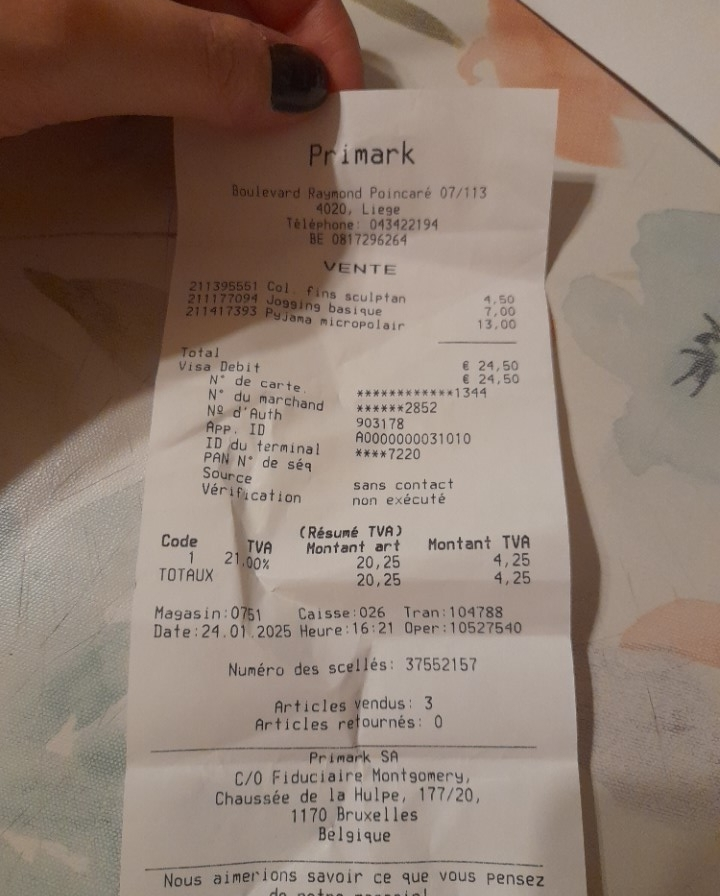 Primark
Boulevard Raymond Poincaré 07/113
4020, Liege
Téléphone: 043422194
BE 0817296264
VENTE
211395551 Col. fins sculptan 4,50
211177094 Jogging basique 7,00
211417393 Pyjama micropolair 13,00
Total € 24,50
Visa Debit € 24,50
N° de carte. ************1344
N° du marchand ******2852
Nº d'Auth 903178
App. ID A0000000031010
ID du terminal ****7220
PAN N° de séq
Source sans contact
Vérification non exécuté
(Résumé TVA)
Code TVA Montant art Montant TVA
1 21,00% 20,25 4,25
TOTAUX 20,25 4,25
Magasin:0751 Caisse:026 Tran:104788
Date:24.01.2025 Heure:16:21 Oper:10527540
Numéro des scellés: 37552157
Articles vendus: 3
Articles retournés: 0
Primark SA
C/O Fiduciaire Montgomery,
Chaussée de la Hulpe, 177/20,
1170 Bruxelles
Belgique
Nous aimerions savoir ce que vous pensez
de notre magasin!